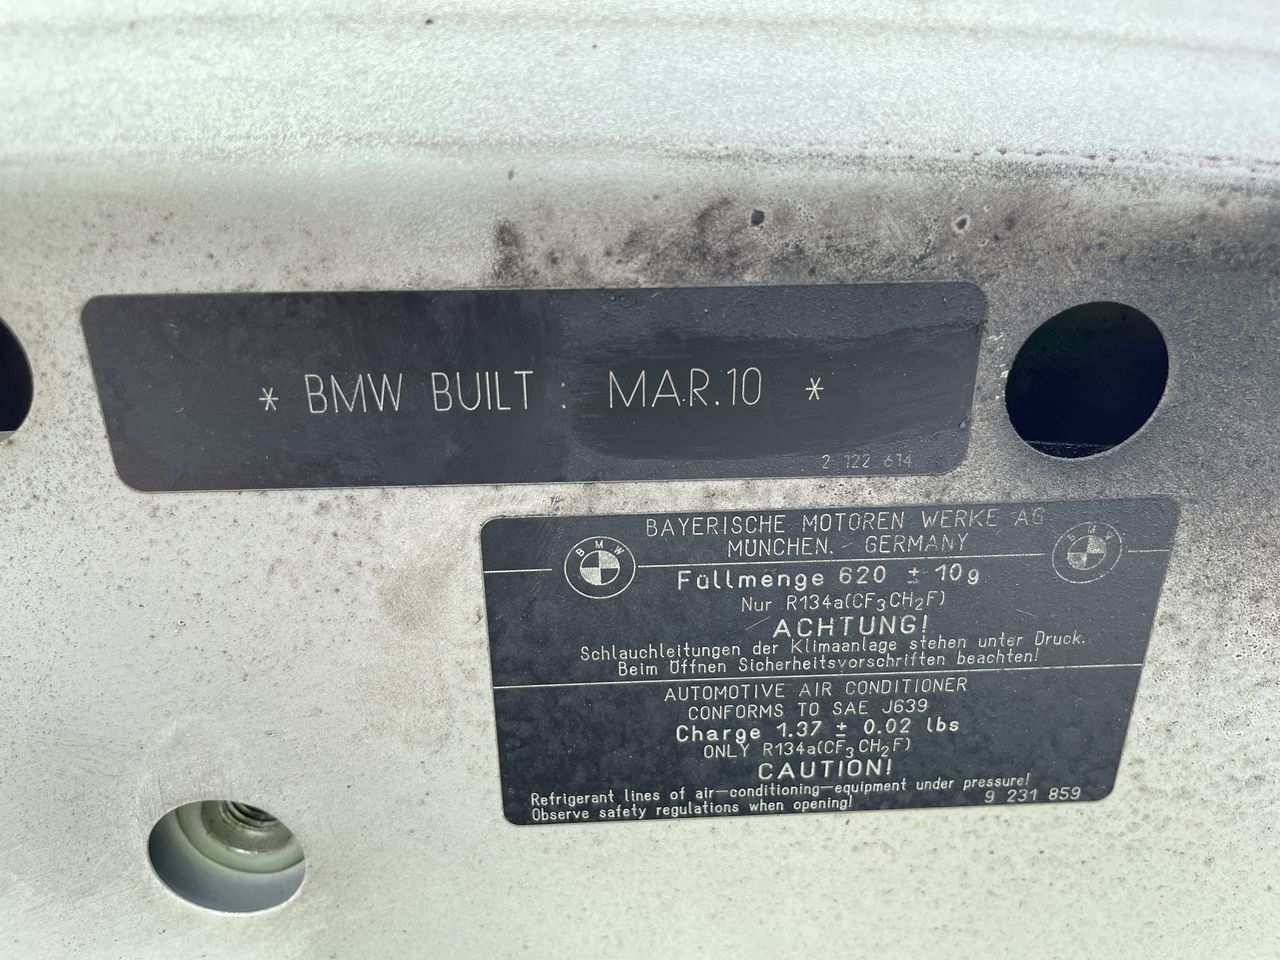 * BMW BUILT : MAR.10 *
2 122 614
BAYERISCHE MOTOREN WERKE AG
MÜNCHEN. GERMANY
BMW
BMW
Füllmenge 620 ± 10g
Nur R134a(CF3CH2F)
ACHTUNG!
Schlauchleitungen der Klimaanlage stehen unter Druck.
Beim Öffnen Sicherheitsvorschriften beachten!
AUTOMOTIVE AIR CONDITIONER
CONFORMS TO SAE J639
Charge 1.37 ± 0.02 lbs
ONLY R134a(CF3CH2F)
CAUTION!
Refrigerant lines of air-conditioning-equipment under pressure!
Observe safety regulations when opening!
9 231 859